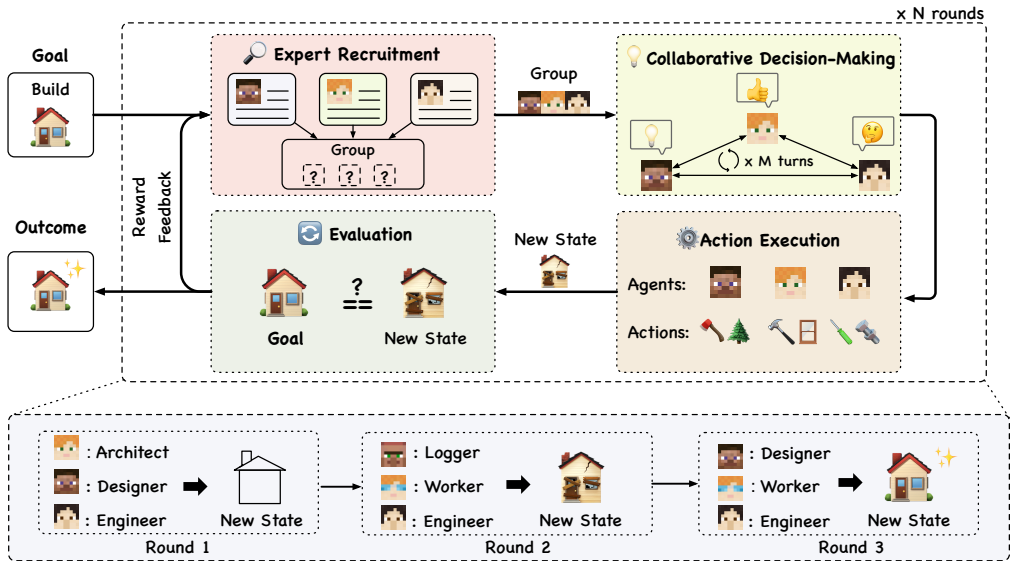 x N rounds
Goal
Build
Expert Recruitment
Group
? ? ?
Group
Collaborative Decision-Making
x M turns
Reward
Feedback
Outcome
Evaluation
?
==
Goal
New State
New State
Action Execution
Agents:
Actions:
: Architect
: Designer
: Engineer
New State
Round 1
: Logger
: Worker
: Engineer
New State
Round 2
: Designer
: Worker
: Engineer
New State
Round 3